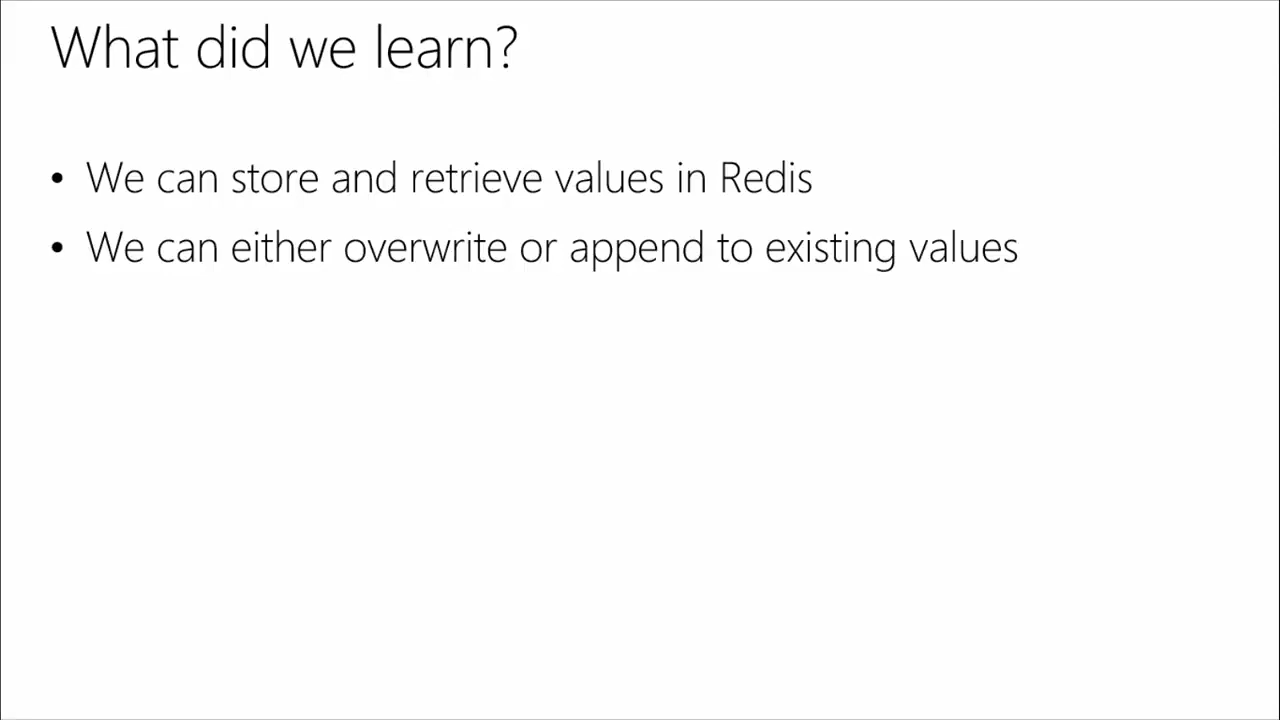 What did we learn?
• We can store and retrieve values in Redis
• We can either overwrite or append to existing values